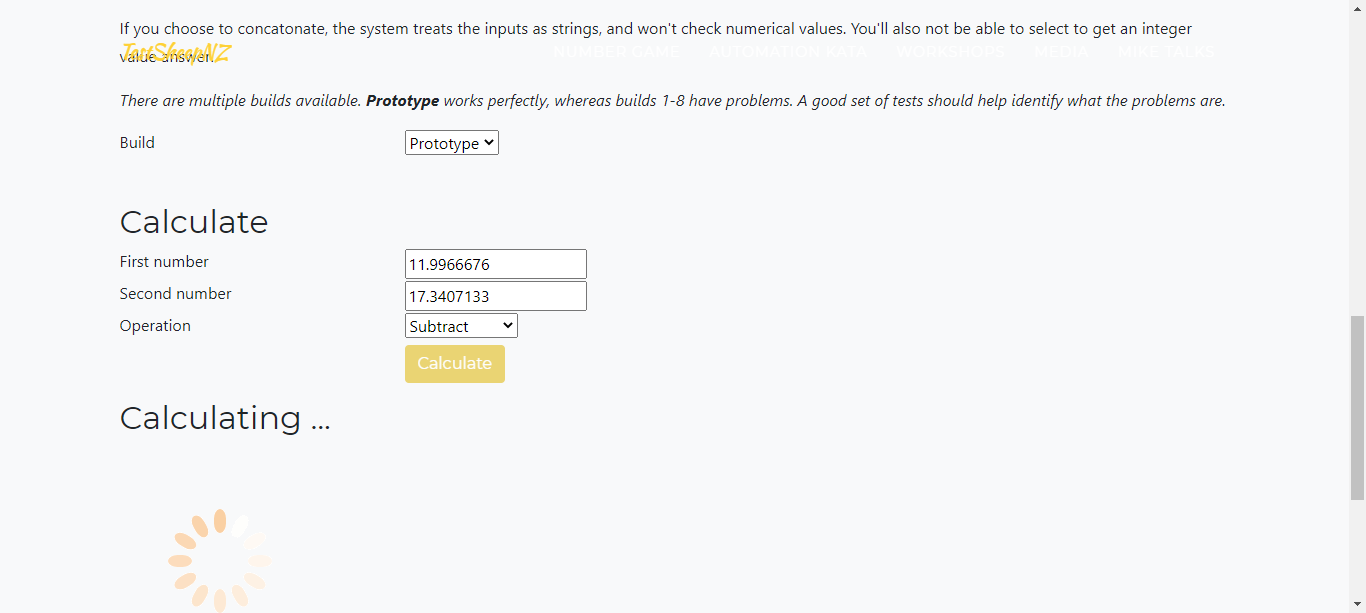 If you choose to concatonate, the system treats the inputs as strings, and won't check numerical values. You'll also not be able to select to get an integer
TestSheepNZ NUMBER GAME AUTOMATION WORKSHOPS MEDIA MIKE TALKS
value answer.
There are multiple builds available. Prototype works perfectly, whereas builds 1-8 have problems. A good set of tests should help identify what the problems are.
Build Prototype
Calculate
First number 11.9966676
Second number 17.3407133
Operation Subtract
Calculate
Calculating ...